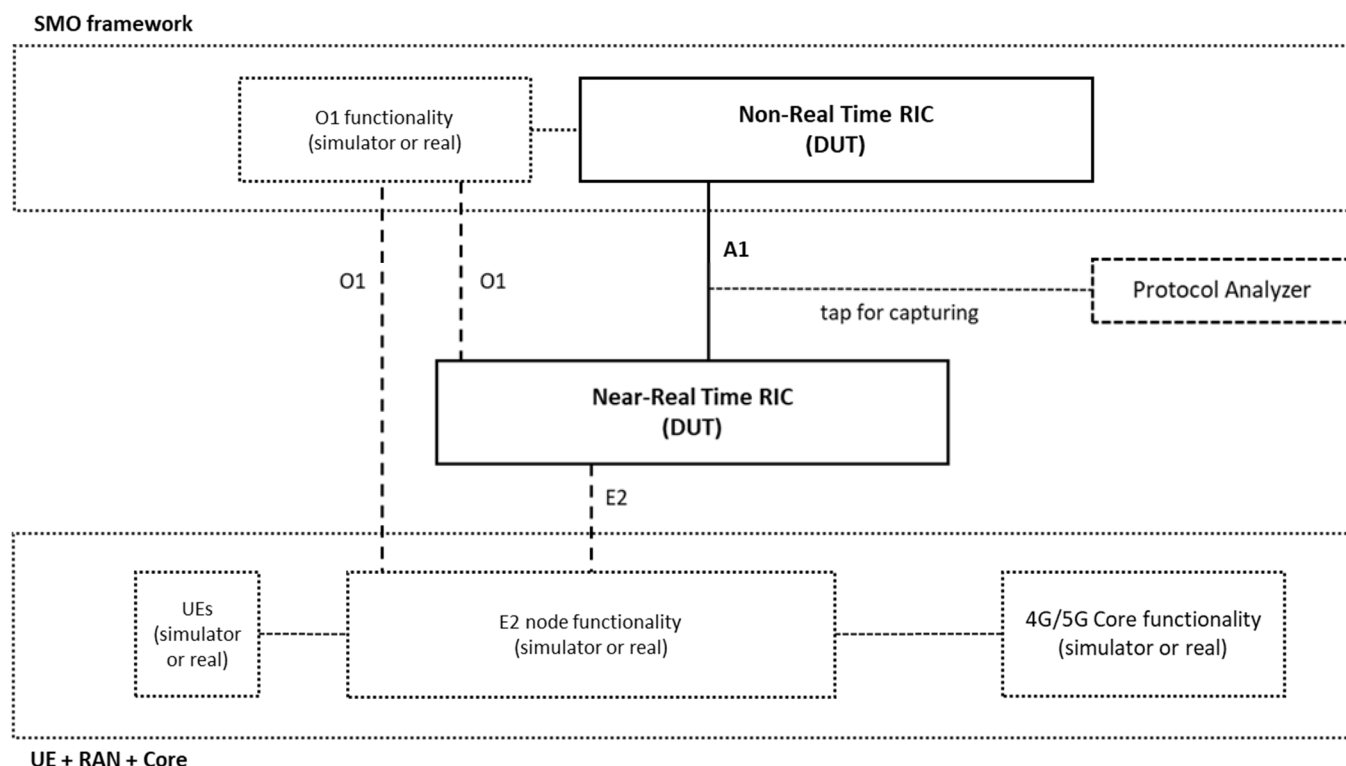 SMO framework
O1 functionality
(simulator or real)
Non-Real Time RIC
(DUT)
A1
O1
O1
Protocol Analyzer
tap for capturing
Near-Real Time RIC
(DUT)
E2
UEs
(simulator
or real)
E2 node functionality
(simulator or real)
4G/5G Core functionality
(simulator or real)
UE + RAN + Core